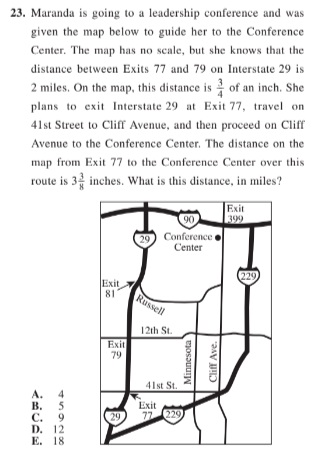 23. Maranda is going to a leadership conference and was
given the map below to guide her to the Conference
Center. The map has no scale, but she knows that the
distance between Exits 77 and 79 on Interstate 29 is
2 miles. On the map, this distance is 3/4 of an inch. She
plans to exit Interstate 29 at Exit 77, travel on
41st Street to Cliff Avenue, and then proceed on Cliff
Avenue to the Conference Center. The distance on the
map from Exit 77 to the Conference Center over this
route is 3 3/8 inches. What is this distance, in miles?
Exit
399
90
29
Conference
Center
229
Exit
81
Russell
12th St.
Exit
79
Minnesota
Cliff Ave.
41st St.
Exit
77
29
229
A. 4
B. 5
C. 9
D. 12
E. 18